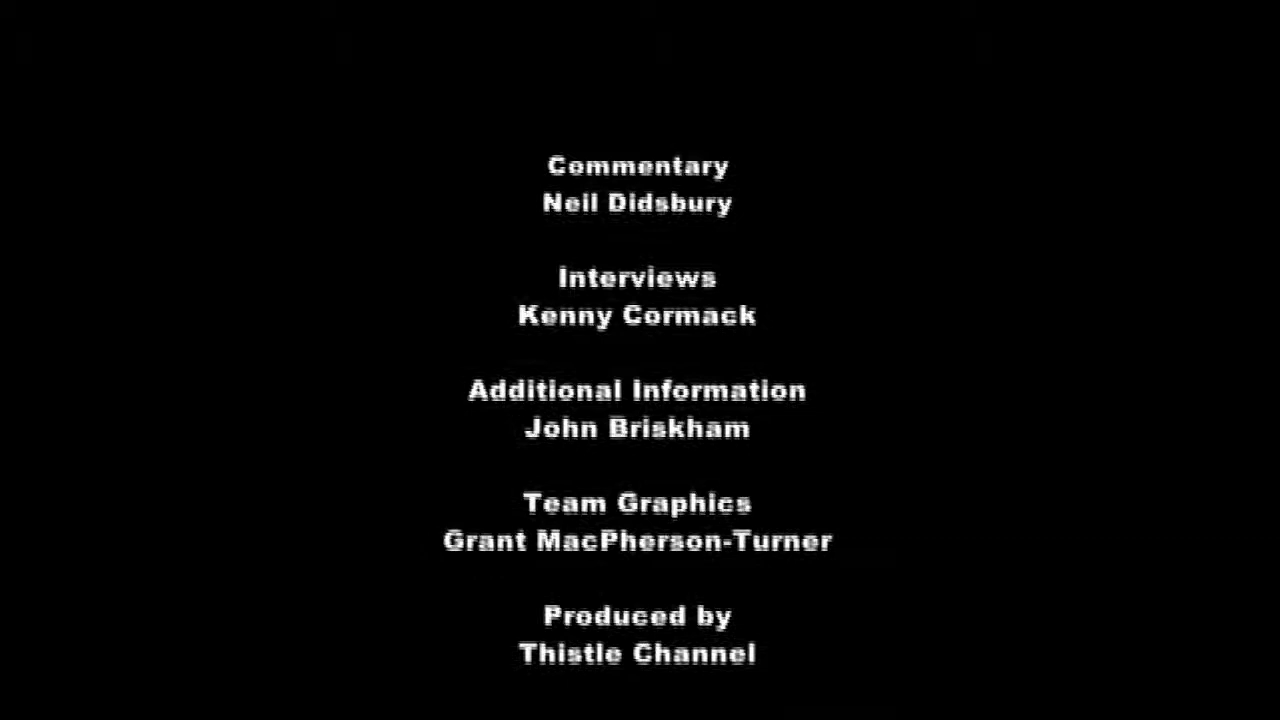 Commentary
Neil Didsbury
Interviews
Kenny Cormack
Additional Information
John Briskham
Team Graphics
Grant MacPherson-Turner
Produced by
Thistle Channel